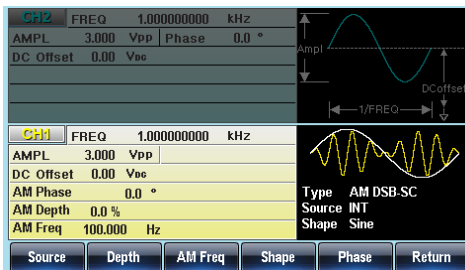 CH2 FREQ 1.000000000 kHz
AMPL 3.000 VPP Phase 0.0 °
DC Offset 0.00 VDC
Ampl
DCoffset
1/FREQ
CH1 FREQ 1.000000000 kHz
AMPL 3.000 VPP
DC Offset 0.00 VDC
AM Phase 0.0 °
AM Depth 0.0 %
AM Freq 100.000 Hz
Type AM DSB-SC
Source INT
Shape Sine
Source Depth AM Freq Shape Phase Return